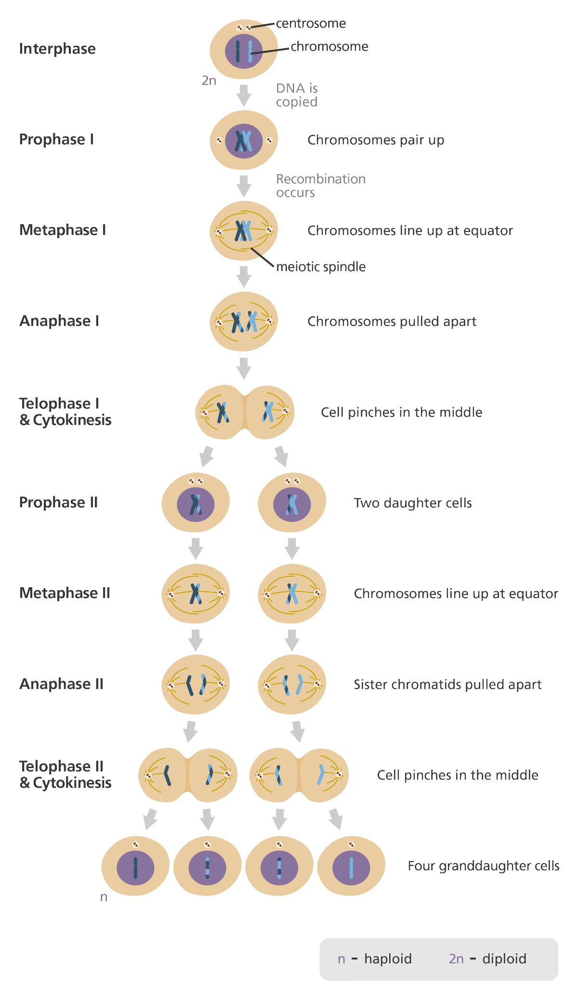 centrosome
Interphase
chromosome
2n
DNA is
copied
Prophase I
Chromosomes pair up
Recombination
occurs
Metaphase I
Chromosomes line up at equator
meiotic spindle
Anaphase I
Chromosomes pulled apart
Telophase I
& Cytokinesis
Cell pinches in the middle
Prophase II
Two daughter cells
Metaphase II
Chromosomes line up at equator
Anaphase II
Sister chromatids pulled apart
Telophase II
& Cytokinesis
Cell pinches in the middle
Four granddaughter cells
n
n – haploid 2n – diploid